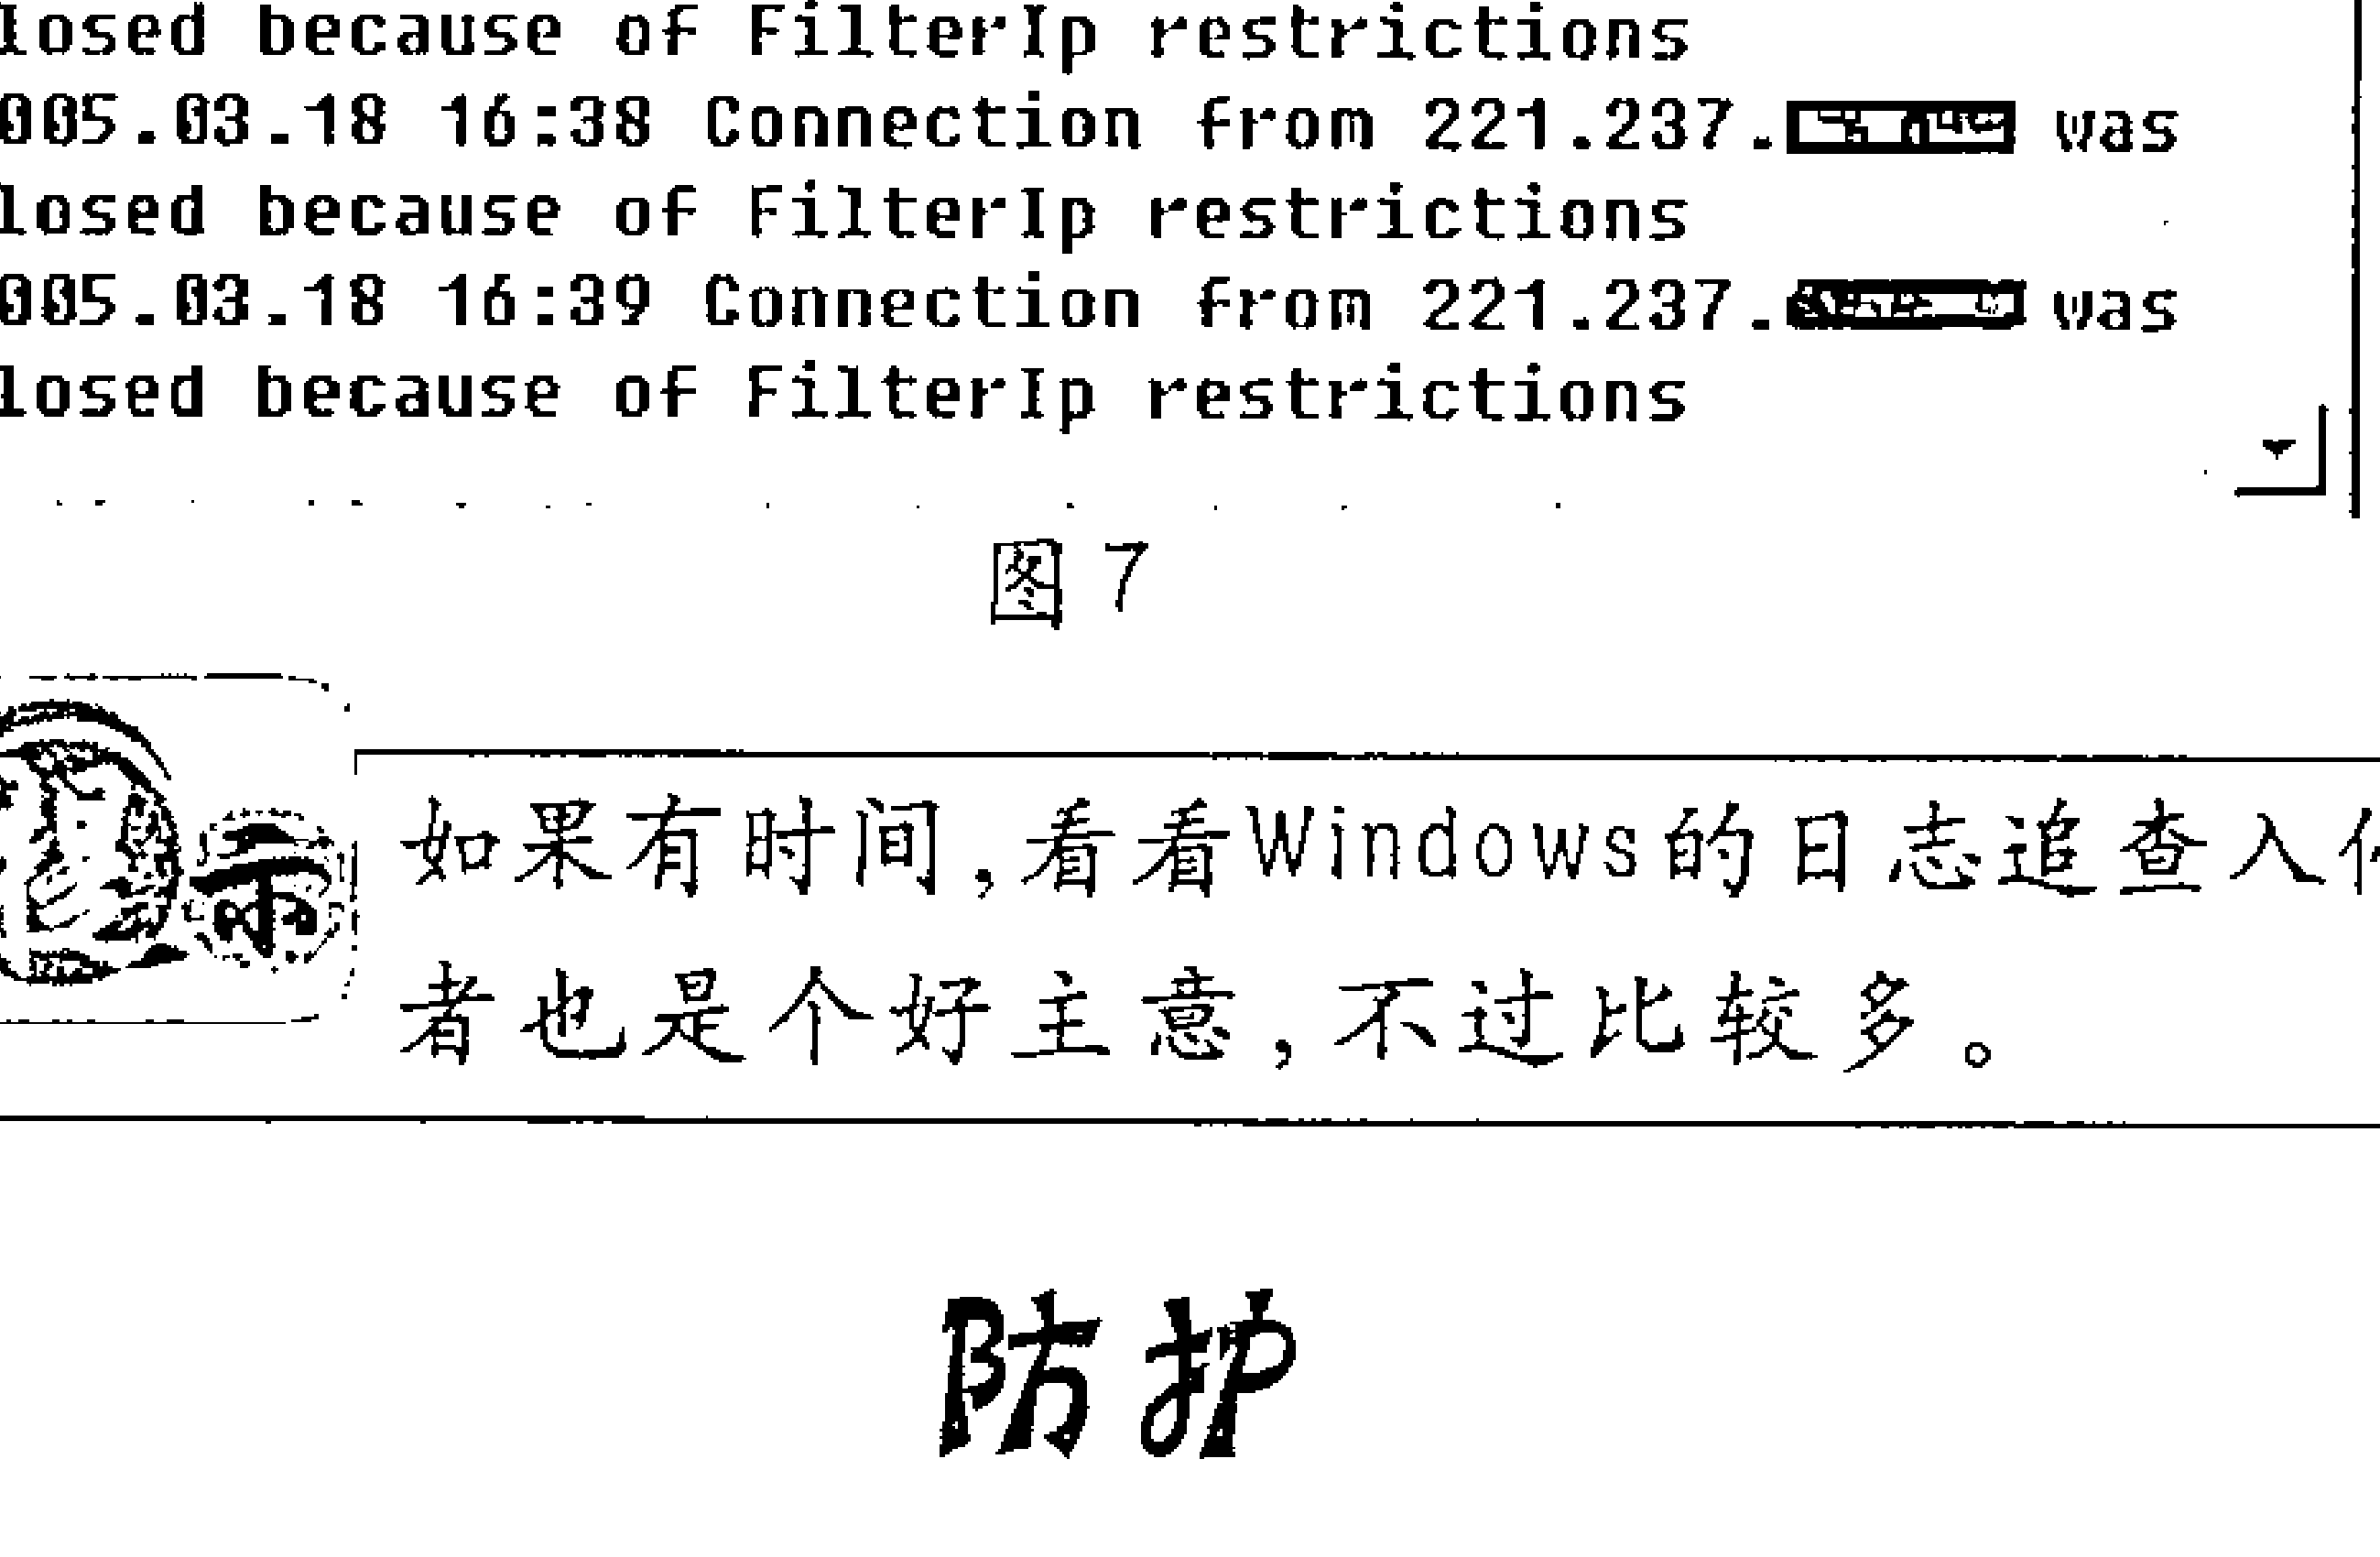 losed because of FilterIp restrictions
005.03.18 16:38 Connection from 221.237. was
losed because of FilterIp restrictions
005.03.18 16:39 Connection from 221.237. was
losed because of FilterIp restrictions
图 7
示
如果有时间,看看Windows的日志追查入
者也是个好主意,不过比较多。
防护